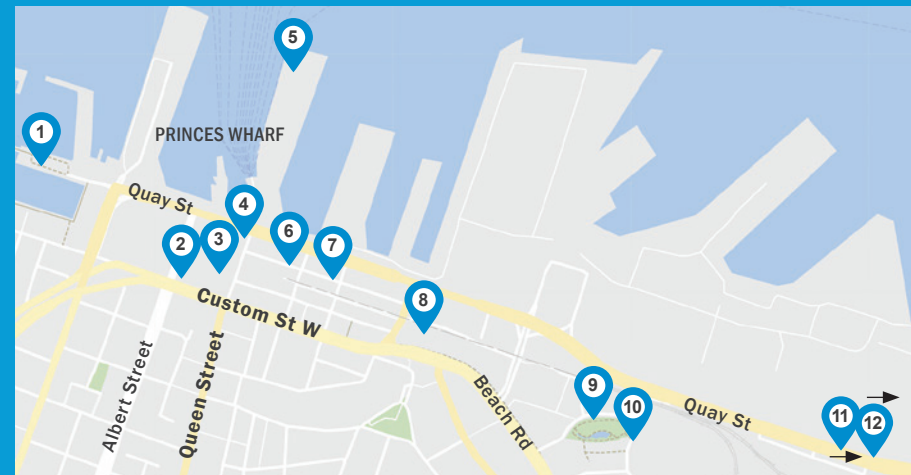 5
1
PRINCES WHARF
Quay St
4
2
3
6
7
8
Custom St W
Albert Street
Queen Street
Beach Rd
9
10
Quay St
11
12